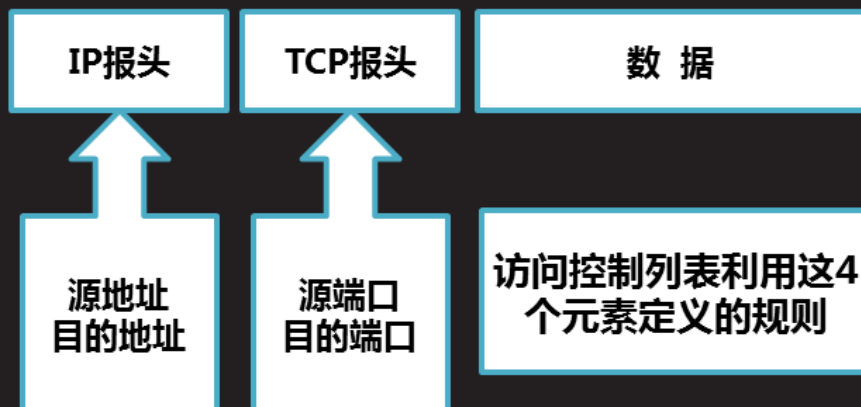 IP报头
TCP报头
数 据
源地址
目的地址
源端口
目的端口
访问控制列表利用这4
个元素定义的规则